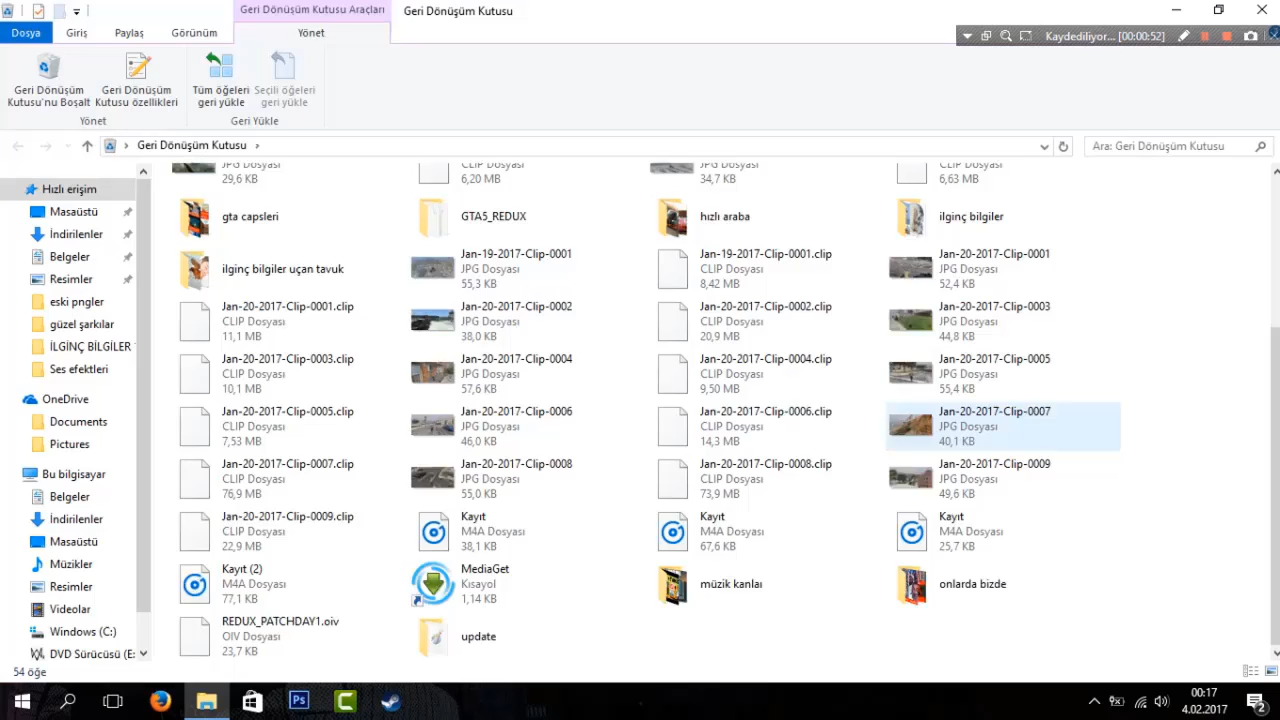 Geri Dönüşüm Kutusu Araçları
Geri Dönüşüm Kutusu
Dosya
Giriş
Paylaş
Görünüm
Yönet
Kaydediliyor... [00:00:52]
Geri Dönüşüm
Kutusu'nu Boşalt
Geri Dönüşüm
Kutusu özellikleri
Tüm öğeleri
geri yükle
Seçili öğeleri
geri yükle
Yönet
Geri Yükle
Geri Dönüşüm Kutusu
Ara: Geri Dönüşüm Kutusu
Hızlı erişim
Masaüstü
İndirilenler
Belgeler
Resimler
eski pngler
güzel şarkılar
İLGİNÇ BİLGİLER
Ses efektleri
OneDrive
Documents
Pictures
Bu bilgisayar
Belgeler
İndirilenler
Masaüstü
Müzikler
Resimler
Videolar
Windows (C:)
DVD Sürücüsü (E:
JPG Dosyası
29,6 KB
CLIP Dosyası
6,20 MB
JPG Dosyası
34,7 KB
CLIP Dosyası
6,63 MB
gta capsleri
GTA5_REDUX
hızlı araba
ilginç bilgiler
ilginç bilgiler uçan tavuk
Jan-19-2017-Clip-0001
JPG Dosyası
55,3 KB
Jan-19-2017-Clip-0001.clip
CLIP Dosyası
8,42 MB
Jan-20-2017-Clip-0001
JPG Dosyası
52,4 KB
Jan-20-2017-Clip-0001.clip
CLIP Dosyası
11,1 MB
Jan-20-2017-Clip-0002
JPG Dosyası
38,0 KB
Jan-20-2017-Clip-0002.clip
CLIP Dosyası
20,9 MB
Jan-20-2017-Clip-0003
JPG Dosyası
44,8 KB
Jan-20-2017-Clip-0003.clip
CLIP Dosyası
10,1 MB
Jan-20-2017-Clip-0004
JPG Dosyası
57,6 KB
Jan-20-2017-Clip-0004.clip
CLIP Dosyası
9,50 MB
Jan-20-2017-Clip-0005
JPG Dosyası
55,4 KB
Jan-20-2017-Clip-0005.clip
CLIP Dosyası
7,53 MB
Jan-20-2017-Clip-0006
JPG Dosyası
46,0 KB
Jan-20-2017-Clip-0006.clip
CLIP Dosyası
14,3 MB
Jan-20-2017-Clip-0007
JPG Dosyası
40,1 KB
Jan-20-2017-Clip-0007.clip
CLIP Dosyası
76,9 MB
Jan-20-2017-Clip-0008
JPG Dosyası
55,0 KB
Jan-20-2017-Clip-0008.clip
CLIP Dosyası
73,9 MB
Jan-20-2017-Clip-0009
JPG Dosyası
49,6 KB
Jan-20-2017-Clip-0009.clip
CLIP Dosyası
22,9 MB
Kayıt
M4A Dosyası
38,1 KB
Kayıt
M4A Dosyası
67,6 KB
Kayıt
M4A Dosyası
25,7 KB
Kayıt (2)
M4A Dosyası
77,1 KB
MediaGet
Kısayol
1,14 KB
müzik kanlaı
onlarda bizde
REDUX_PATCHDAY1.oiv
OIV Dosyası
23,7 KB
update
54 öğe
Ps
00:17
4.02.2017
2